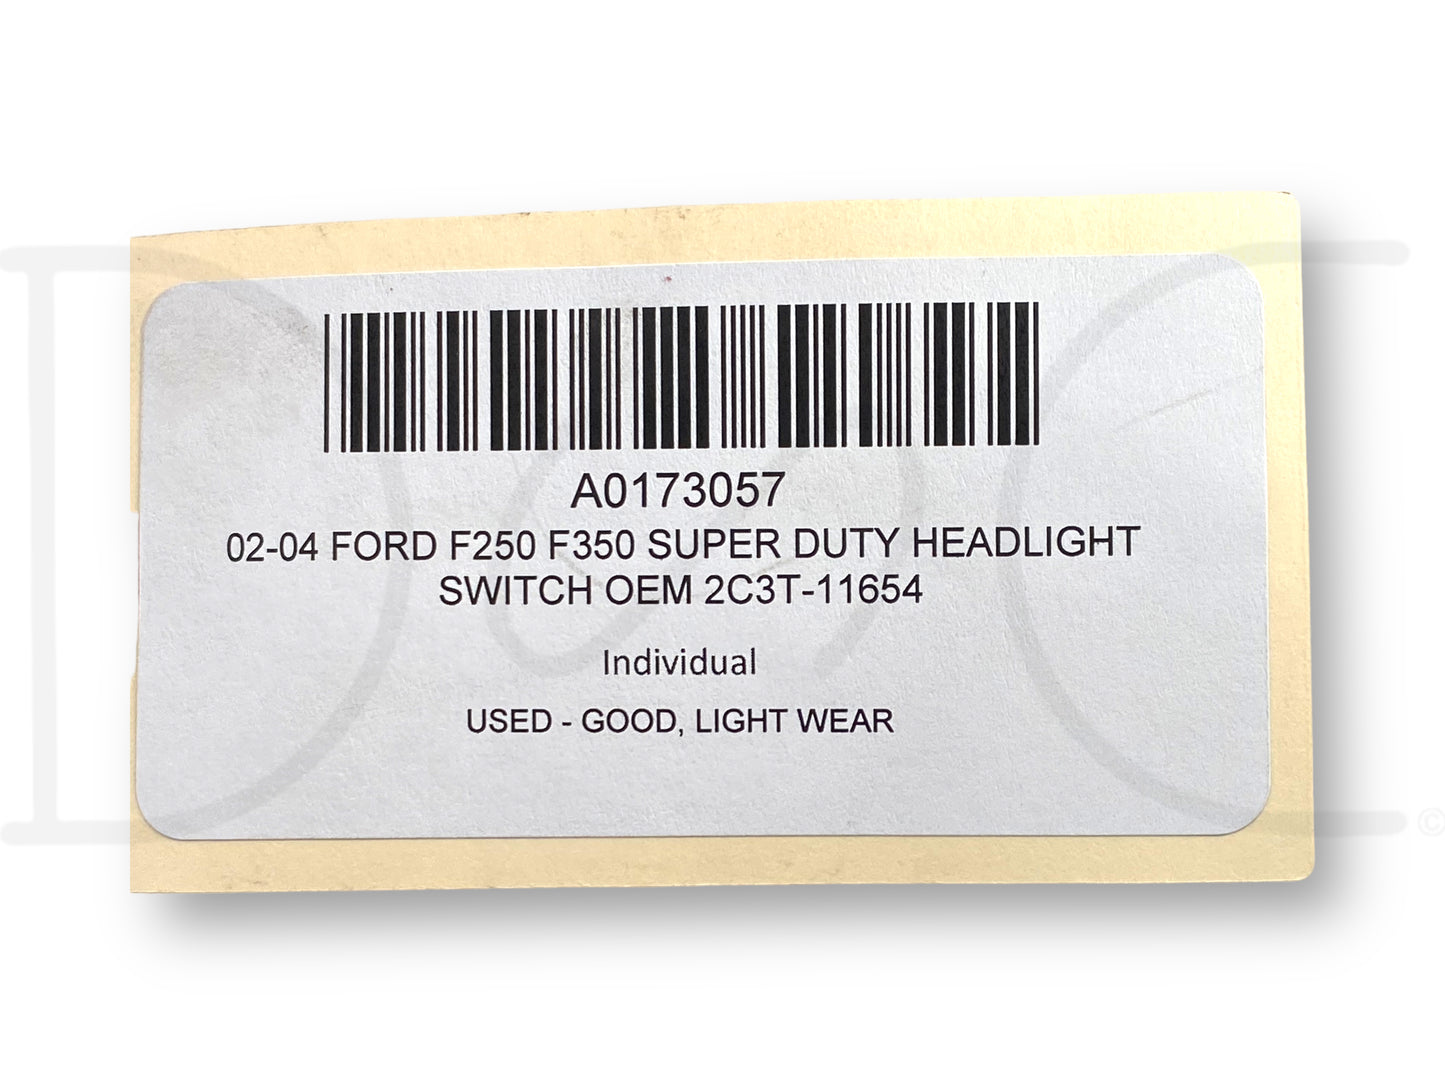 A0173057
02-04 FORD F250 F350 SUPER DUTY HEADLIGHT
SWITCH OEM 2C3T-11654
Individual
USED - GOOD, LIGHT WEAR